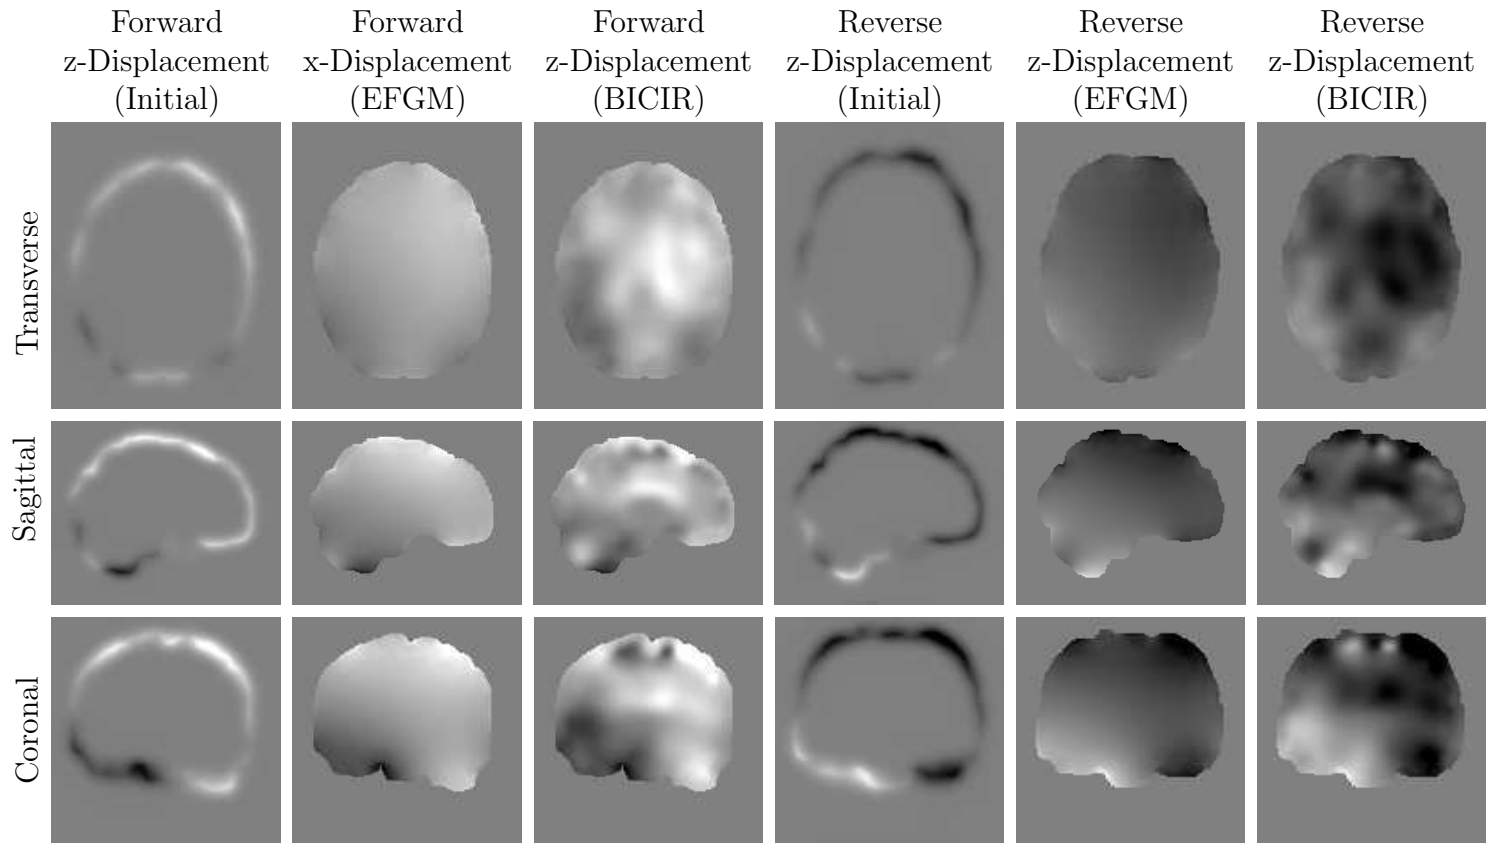 Forward
z-Displacement
(Initial)
Forward
x-Displacement
(EFGM)
Forward
z-Displacement
(BICIR)
Reverse
z-Displacement
(Initial)
Reverse
z-Displacement
(EFGM)
Reverse
z-Displacement
(BICIR)
Transverse
Sagittal
Coronal